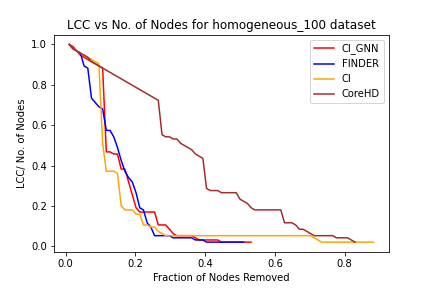 LCC vs No. of Nodes for homogeneous_100 dataset
CI_GNN
FINDER
CI
CoreHD
LCC/ No. of Nodes
1.0
0.8
0.6
0.4
0.2
0.0
0.0 0.2 0.4 0.6 0.8
Fraction of Nodes Removed